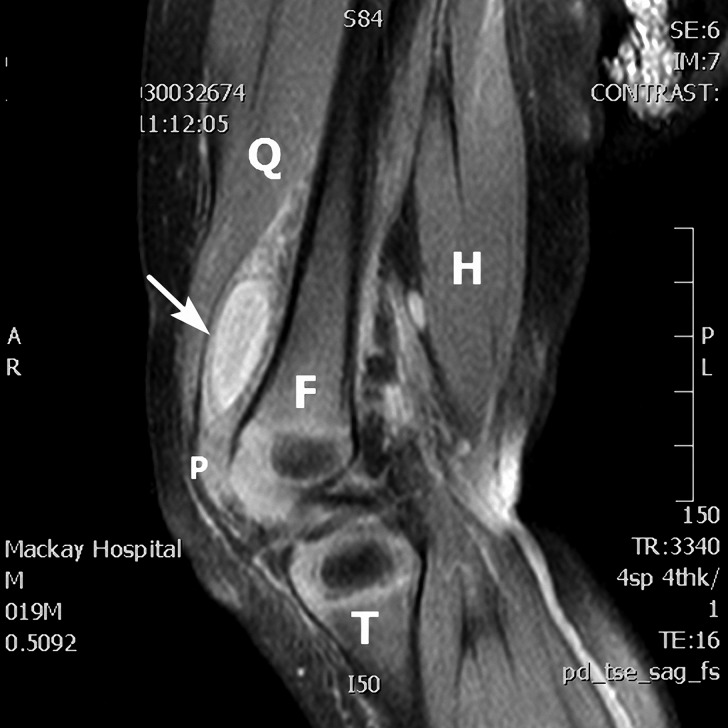 S84
SE:6
IM:7
30032674
CONTRAST:
11:12:05
Q
H
A
R
P
L
F
P
150
Mackay Hospital
M
019M
0.5092
TR:3340
4sp 4thk/
1
TE:16
pd_tse_sag_fs
T
I50